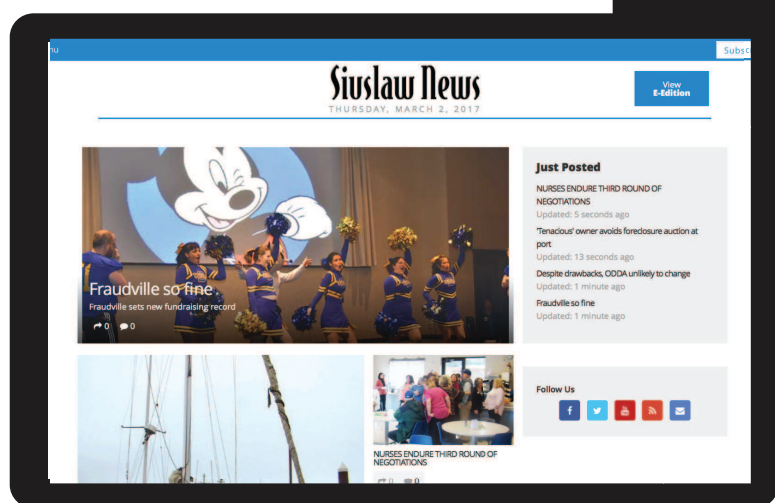 nu
Subsc
Siuslaw News
THURSDAY, MARCH 2, 2017
View
E-Edition
Fraudville so fine
Fraudville sets new fundraising record
0 0
Just Posted
NURSES ENDURE THIRD ROUND OF
NEGOTIATIONS
Updated: 5 seconds ago
'Tenacious' owner avoids foreclosure auction at
port
Updated: 13 seconds ago
Despite drawbacks, ODDA unlikely to change
Updated: 1 minute ago
Fraudville so fine
Updated: 1 minute ago
Follow Us
NURSES ENDURE THIRD ROUND OF
NEGOTIATIONS
0 0